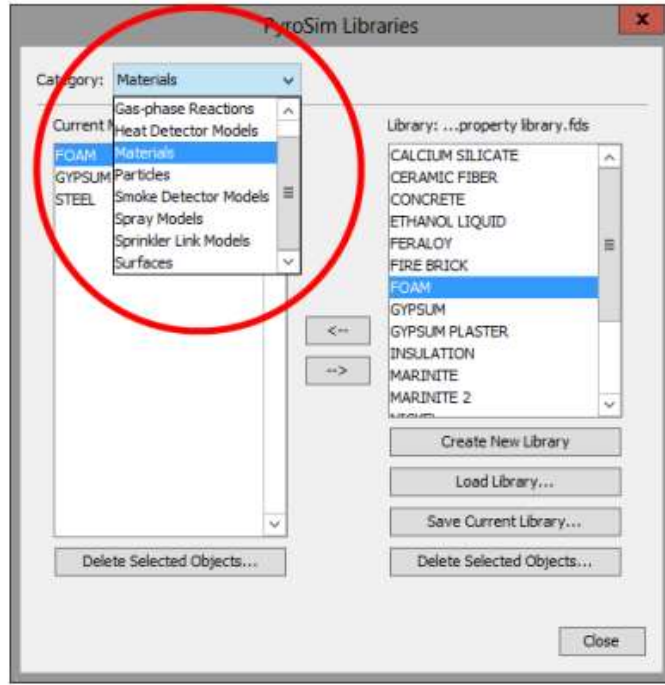 PyroSim Libraries
x
Category: Materials
Gas-phase Reactions
Heat Detector Models
Materials
Particles
Smoke Detector Models
Spray Models
Sprinkler Link Models
Surfaces
Current M
FOAM
GYPSUM
STEEL
Library: ...property library.fds
CALCIUM SILICATE
CERAMIC FIBER
CONCRETE
ETHANOL LIQUID
FERALOY
FIRE BRICK
FOAM
GYPSUM
GYPSUM PLASTER
INSULATION
MARINITE
MARINITE 2
<--
-->
Create New Library
Load Library...
Save Current Library...
Delete Selected Objects...
Delete Selected Objects...
Close